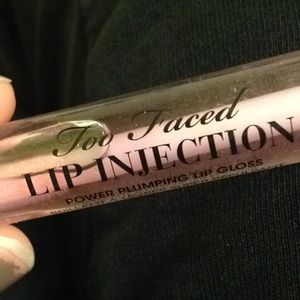 Too Faced
LIP INJECTION
POWER PLUMPING LIP GLOSS